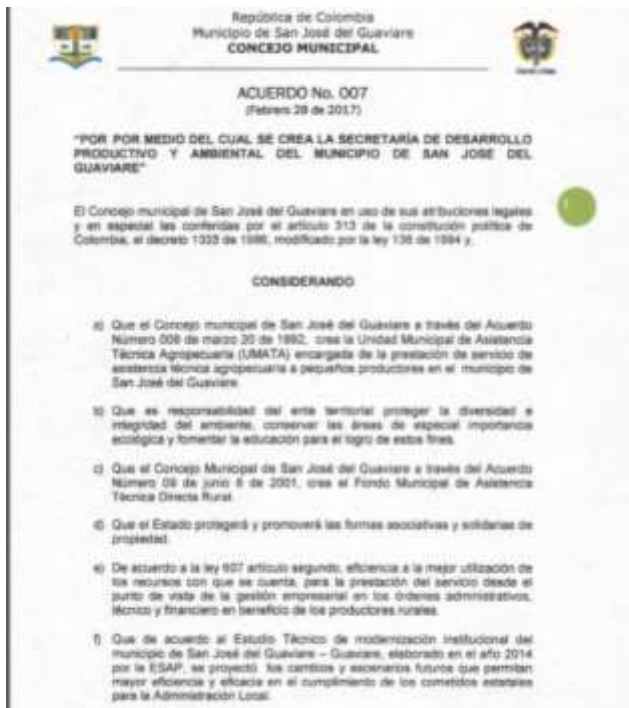 República de Colombia
Municipio de San José del Guaviare
CONCEJO MUNICIPAL
ACUERDO No. 007
(Febrero 28 de 2017)
"POR POR MEDIO DEL CUAL SE CREA LA SECRETARÍA DE DESARROLLO
PRODUCTIVO Y AMBIENTAL DEL MUNICIPIO DE SAN JOSE DEL
GUAVIARE"
El Concejo municipal de San José del Guaviare en uso de sus atribuciones legales
y en especial las conferidas por el artículo 313 de la constitución política de
Colombia, el decreto 1333 de 1986, modificado por la ley 136 de 1994 y,
CONSIDERANDO
a) Que el Concejo municipal de San José del Guaviare a través del Acuerdo
Número de marzo 20 de 1992, crea la Unidad Municipal de Asistencia
Técnica Agropecuaria (UMATA) encargada de la prestación de servicio de
asistencia técnica agropecuaria a pequeños productores en el municipio de
San José del Guaviare.
b) Que es responsabilidad del ente territorial proteger la diversidad e
integridad del ambiente, conservar las áreas de especial importancia
ecológica y fomentar la educación para el logro de estos fines.
c) Que el Concejo Municipal de San José del Guaviare a través del Acuerdo
Número 09 de junio de 2001, crea el Fondo Municipal de Asistencia
Técnica Directa Rural.
d) Que el Estado protegerá y promoverá las formas asociativas y solidarias de
propiedad.
e) De acuerdo a la ley 607 artículo segundo, eficiencia a la mejor utilización de
los recursos con que se cuenta, para la prestación del servicio desde el
punto de vista de la gestión empresarial en los órdenes administrativos,
técnico y financiero en beneficio de los productores rurales.
f) Que de acuerdo al Estudio Técnico de modernización institucional del
municipio de San José del Guaviare – Guaviare, elaborado en el año 2014
por la ESAP, se proyectó los cambios y escenarios futuros que permitan
mayor eficiencia y eficacia en el cumplimiento de los cometidos estatales
para la Administración Local.